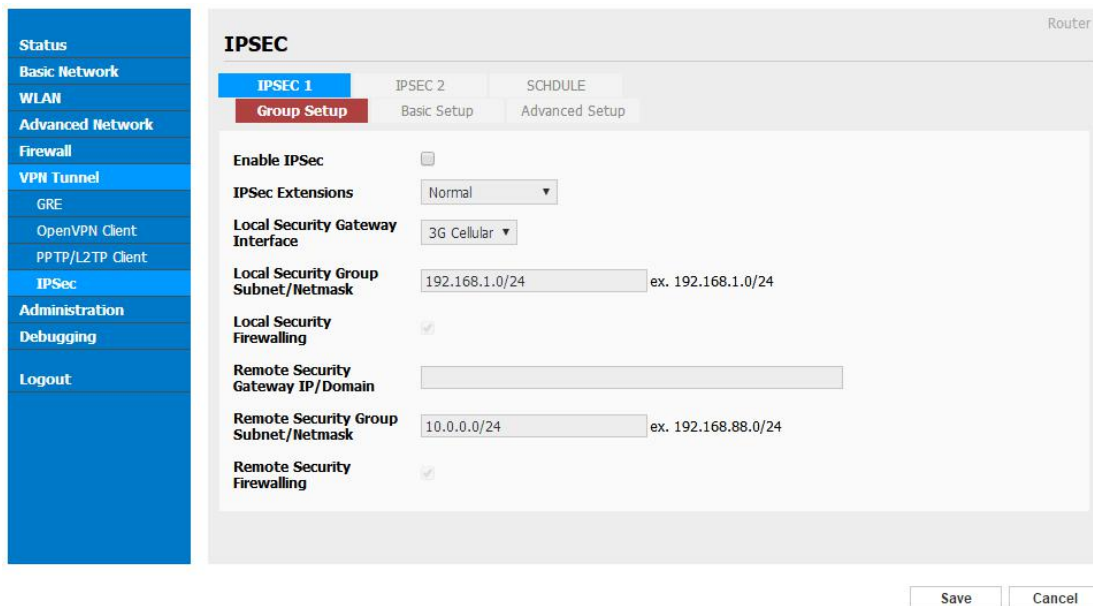 Router
Status
Basic Network
WLAN
Advanced Network
Firewall
VPN Tunnel
GRE
OpenVPN Client
PPTP/L2TP Client
IPSec
Administration
Debugging
Logout
IPSEC
IPSEC 1 IPSEC 2 SCHDULE
Group Setup Basic Setup Advanced Setup
Enable IPSec
IPSec Extensions Normal
Local Security Gateway
Interface
3G Cellular
Local Security Group
Subnet/Netmask
192.168.1.0/24 ex. 192.168.1.0/24
Local Security
Firewalling
Remote Security
Gateway IP/Domain
Remote Security Group
Subnet/Netmask
10.0.0.0/24 ex. 192.168.88.0/24
Remote Security
Firewalling
Save Cancel